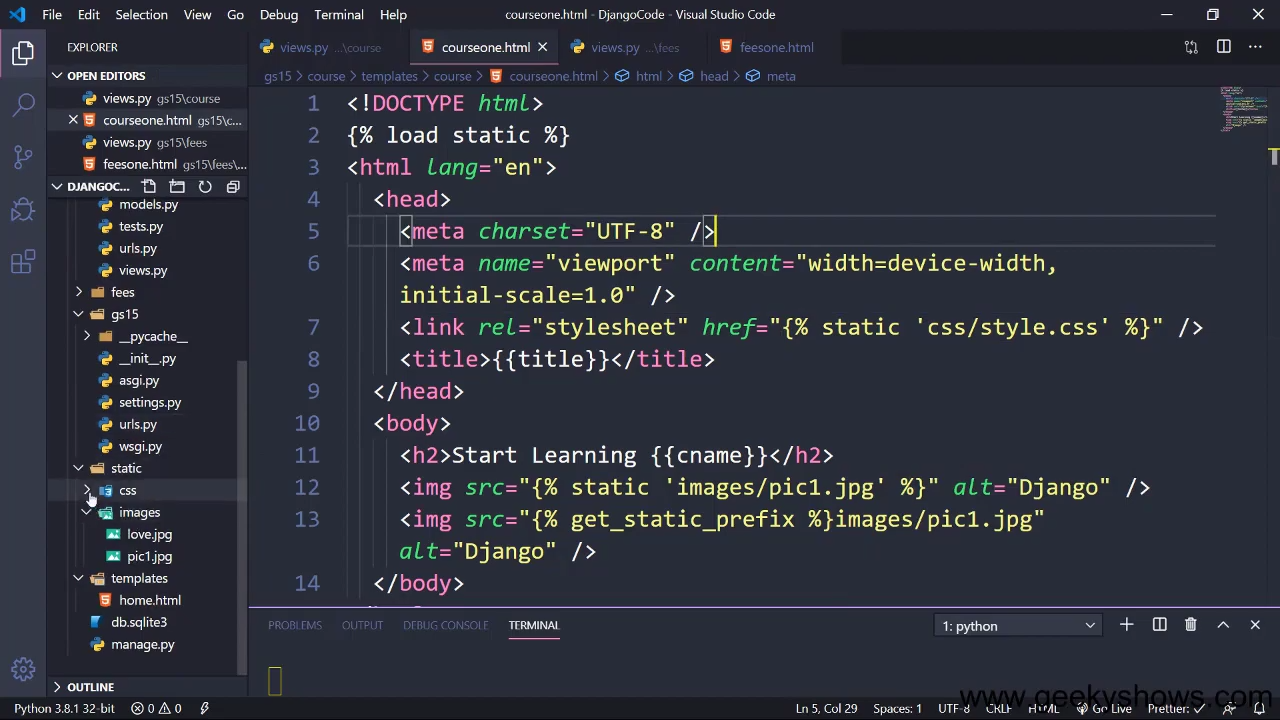 File Edit Selection View Go Debug Terminal Help courseone.html • DjangoCode - Visual Studio Code
EXPLORER
views.py ...\course courseone.html views.py ...\fees feesone.html
OPEN EDITORS
views.py gs15\course
courseone.html gs15\c...
views.py gs15\fees
feesone.html gs15\fees\...
DJANGOC...
models.py
tests.py
urls.py
views.py
fees
gs15
__pycache__
__init__.py
asgi.py
settings.py
urls.py
wsgi.py
static
css
images
love.jpg
pic1.jpg
templates
home.html
db.sqlite3
manage.py
OUTLINE
gs15 › course › templates › course › courseone.html › html › head › meta
1 <!DOCTYPE html>
2 {% load static %}
3 <html lang="en">
4 <head>
5 <meta charset="UTF-8" />
6 <meta name="viewport" content="width=device-width,
initial-scale=1.0" />
7 <link rel="stylesheet" href="{% static 'css/style.css' %}" />
8 <title>{{title}}</title>
9 </head>
10 <body>
11 <h2>Start Learning {{cname}}</h2>
12 <img src="{% static 'images/pic1.jpg' %}" alt="Django" />
13 <img src="{% get_static_prefix %}images/pic1.jpg"
alt="Django" />
14 </body>
PROBLEMS OUTPUT DEBUG CONSOLE TERMINAL 1: python
www.geekyshows.com
Python 3.8.1 32-bit 0 0 Ln 5, Col 29 Spaces: 1 UTF-8 CRLF HTML Go Live Prettier: ✓